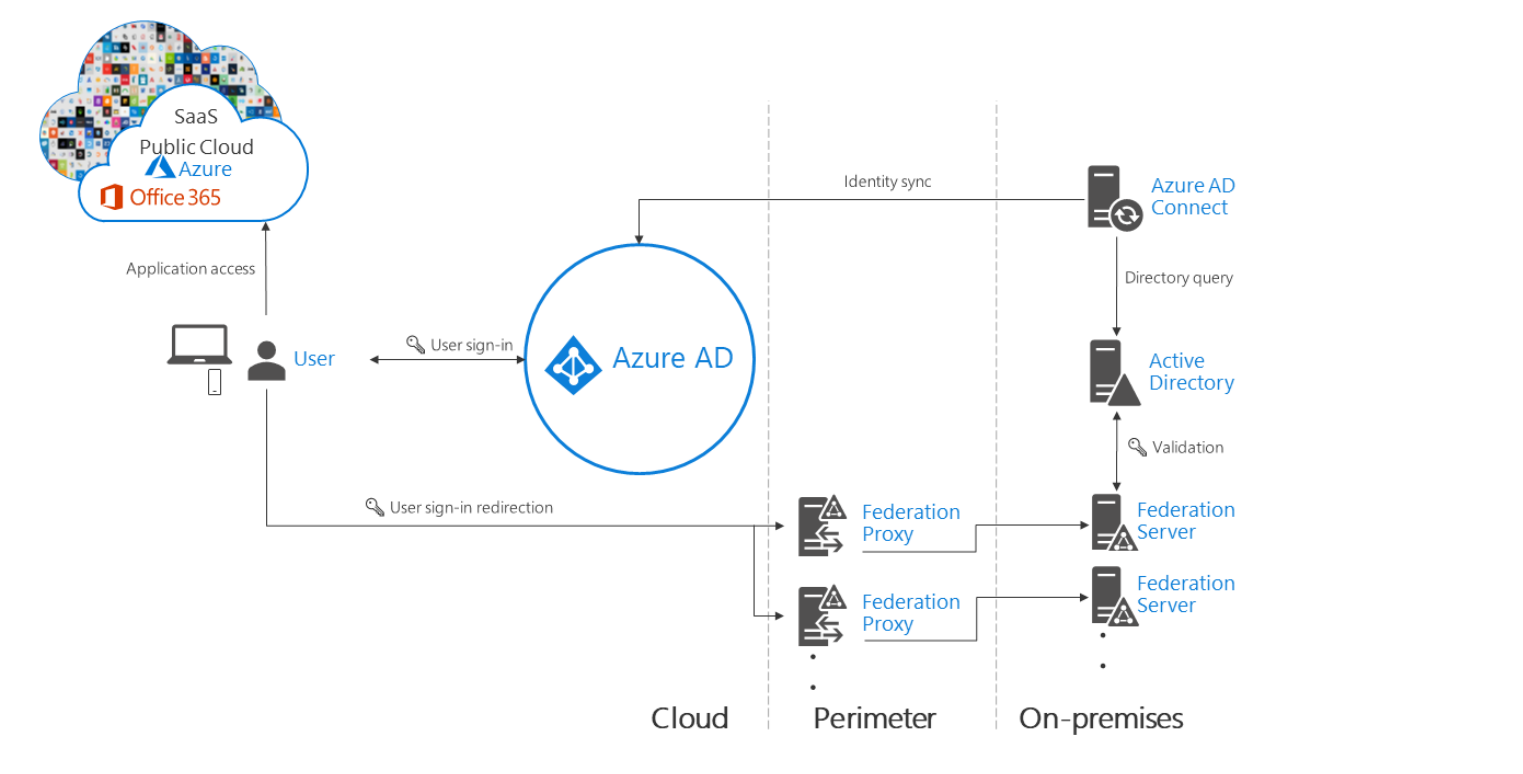 SaaS
Public Cloud
Azure
Office 365
Identity sync
Azure AD
Connect
Application access
Directory query
User
User sign-in
Azure AD
Active
Directory
Validation
User sign-in redirection
Federation
Proxy
Federation
Server
Federation
Proxy
Federation
Server
Cloud
Perimeter
On-premises